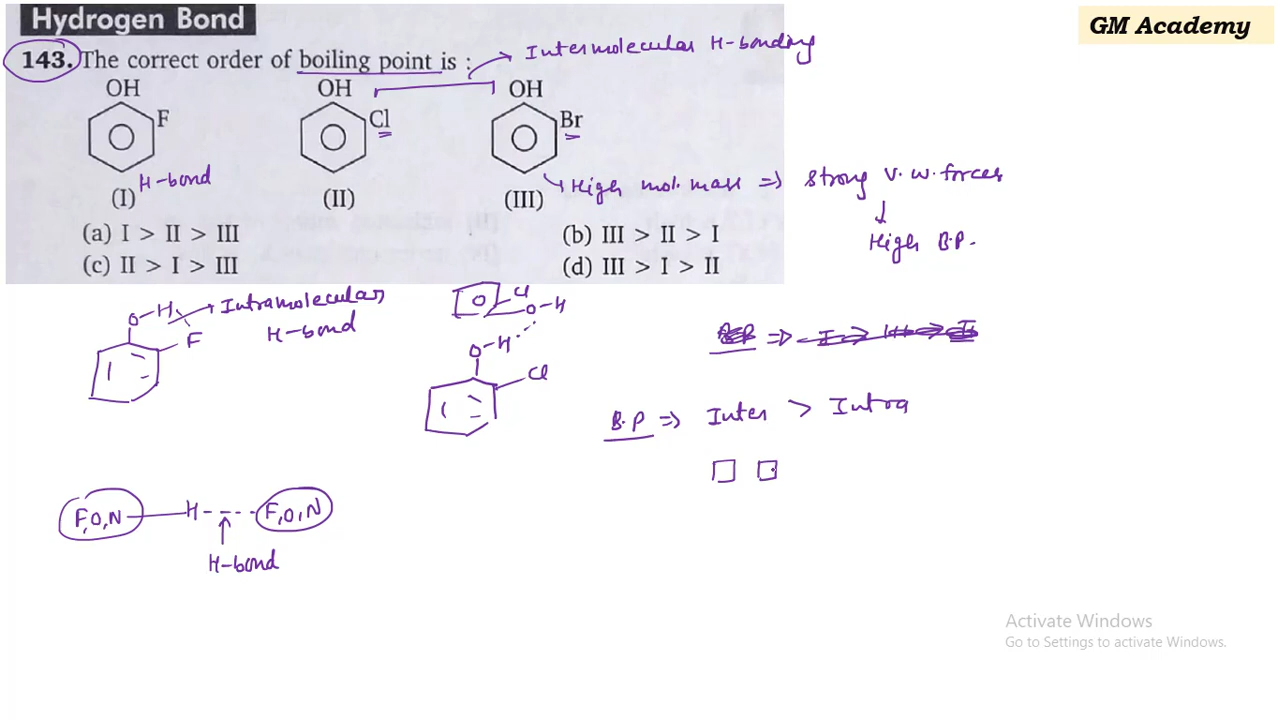 Hydrogen Bond
GM Academy
143. The correct order of boiling point is :
Intermolecular H-bonding
OH
F
OH
Cl
OH
Br
H-bond
High mol. mass ⇒ strong V.W. forces
(I)
(II)
(III)
↓
High B.P.
(a) I > II > III
(b) III > II > I
(c) II > I > III
(d) III > I > II
O-H
F
Intramolecular
H-bond
Cl
O-H
O-H
Cl
B.P ⇒ Inter > Intra
F,O,N — H --- F,O,N
↑
H-bond
Activate Windows
Go to Settings to activate Windows.